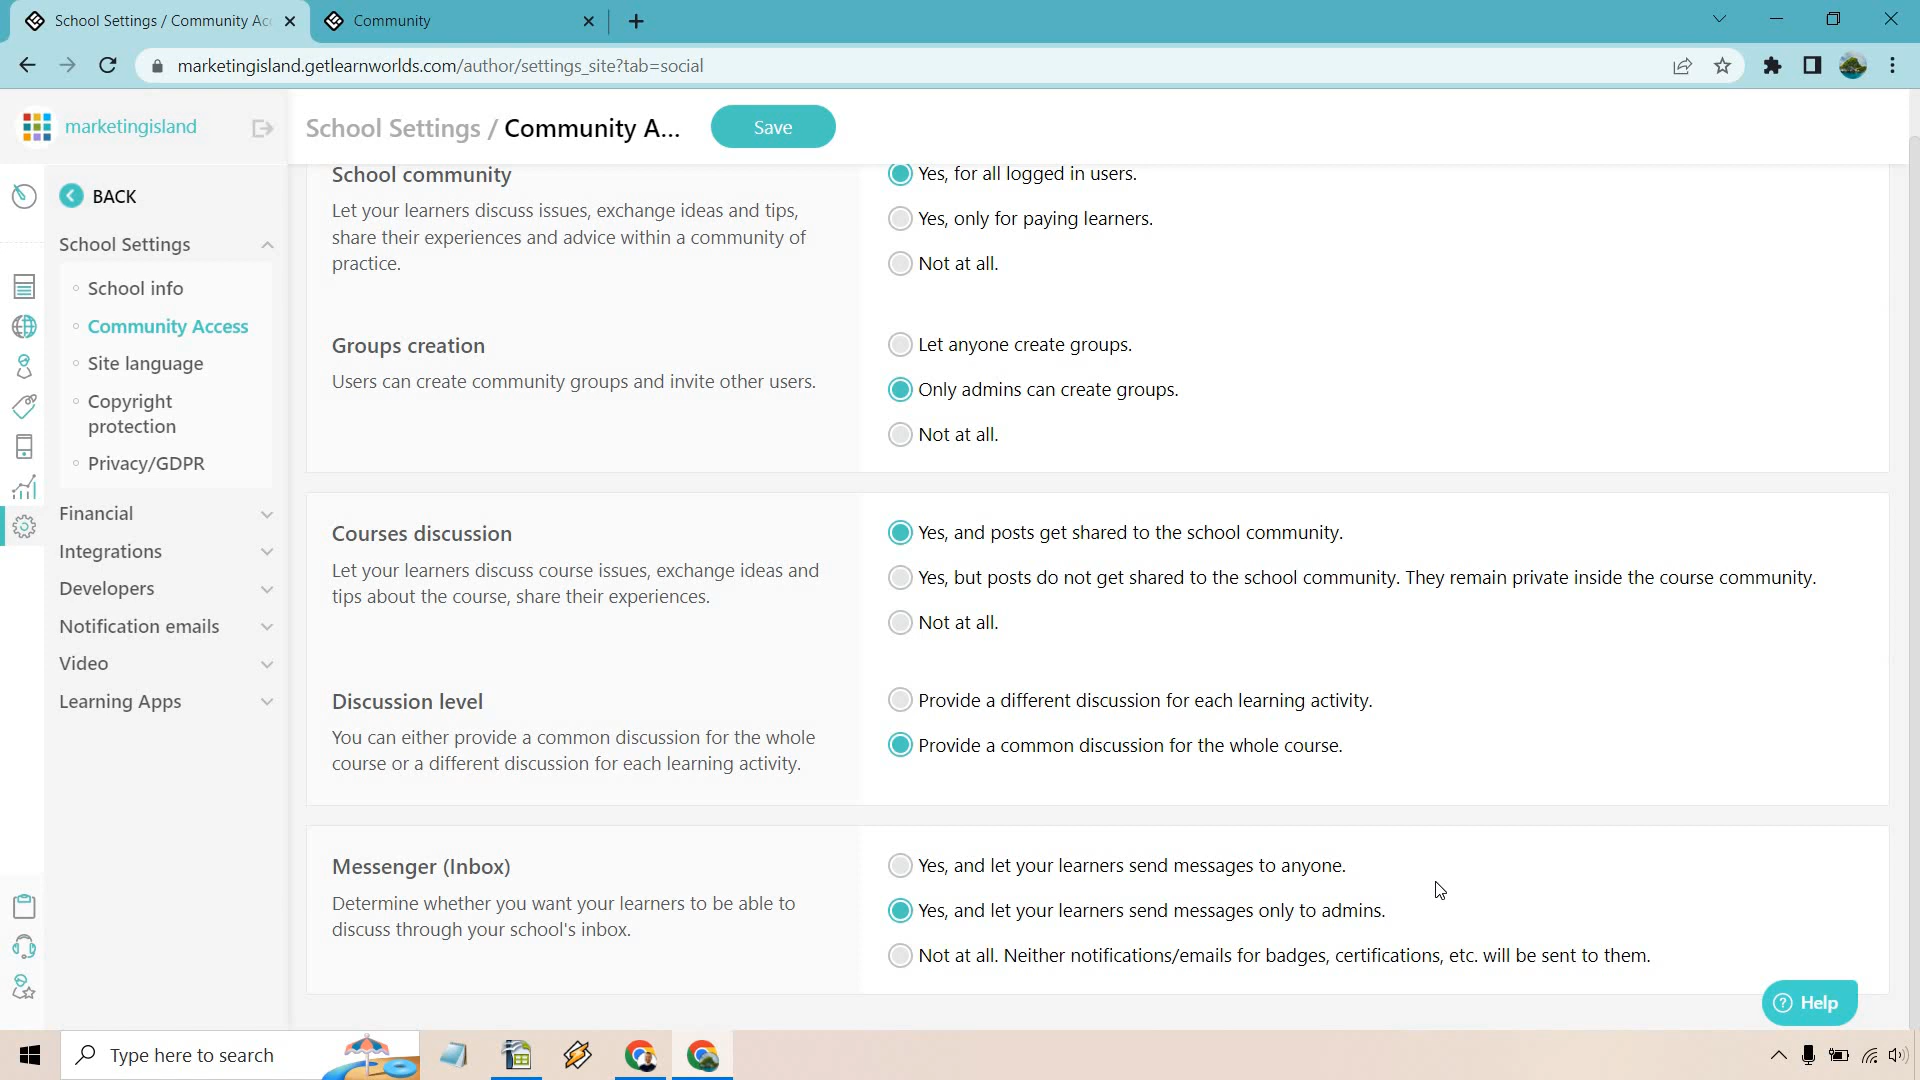 School Settings / Community Acc
Community
marketingisland.getlearnworlds.com/author/settings_site?tab=social
marketingisland
School Settings / Community A...
Save
BACK
School Settings
School info
Community Access
Site language
Copyright
protection
Privacy/GDPR
Financial
Integrations
Developers
Notification emails
Video
Learning Apps
School community
Let your learners discuss issues, exchange ideas and tips,
share their experiences and advice within a community of
practice.
Yes, for all logged in users.
Yes, only for paying learners.
Not at all.
Groups creation
Users can create community groups and invite other users.
Let anyone create groups.
Only admins can create groups.
Not at all.
Courses discussion
Let your learners discuss course issues, exchange ideas and
tips about the course, share their experiences.
Yes, and posts get shared to the school community.
Yes, but posts do not get shared to the school community. They remain private inside the course community.
Not at all.
Discussion level
You can either provide a common discussion for the whole
course or a different discussion for each learning activity.
Provide a different discussion for each learning activity.
Provide a common discussion for the whole course.
Messenger (Inbox)
Determine whether you want your learners to be able to
discuss through your school's inbox.
Yes, and let your learners send messages to anyone.
Yes, and let your learners send messages only to admins.
Not at all. Neither notifications/emails for badges, certifications, etc. will be sent to them.
Help
Type here to search